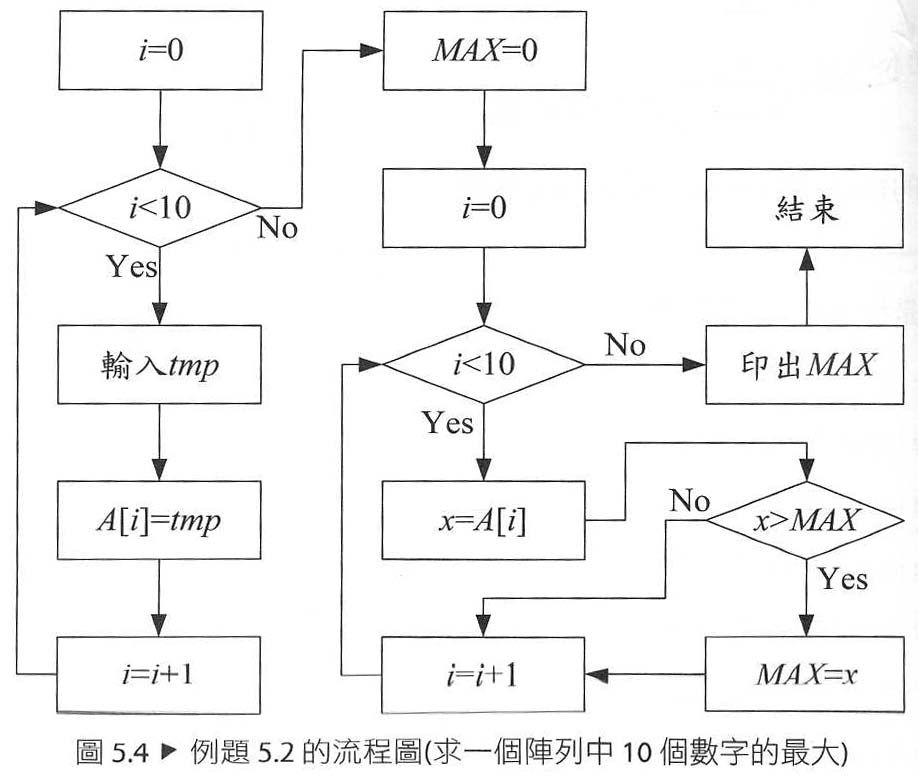 i=0
i<10
No
Yes
輸入tmp
A[i]=tmp
i=i+1
MAX=0
i=0
i<10
No
Yes
x=A[i]
i=i+1
結束
印出MAX
x>MAX
No
Yes
MAX=x
圖 5.4 ▶ 例題 5.2 的流程圖(求一個陣列中 10 個數字的最大)